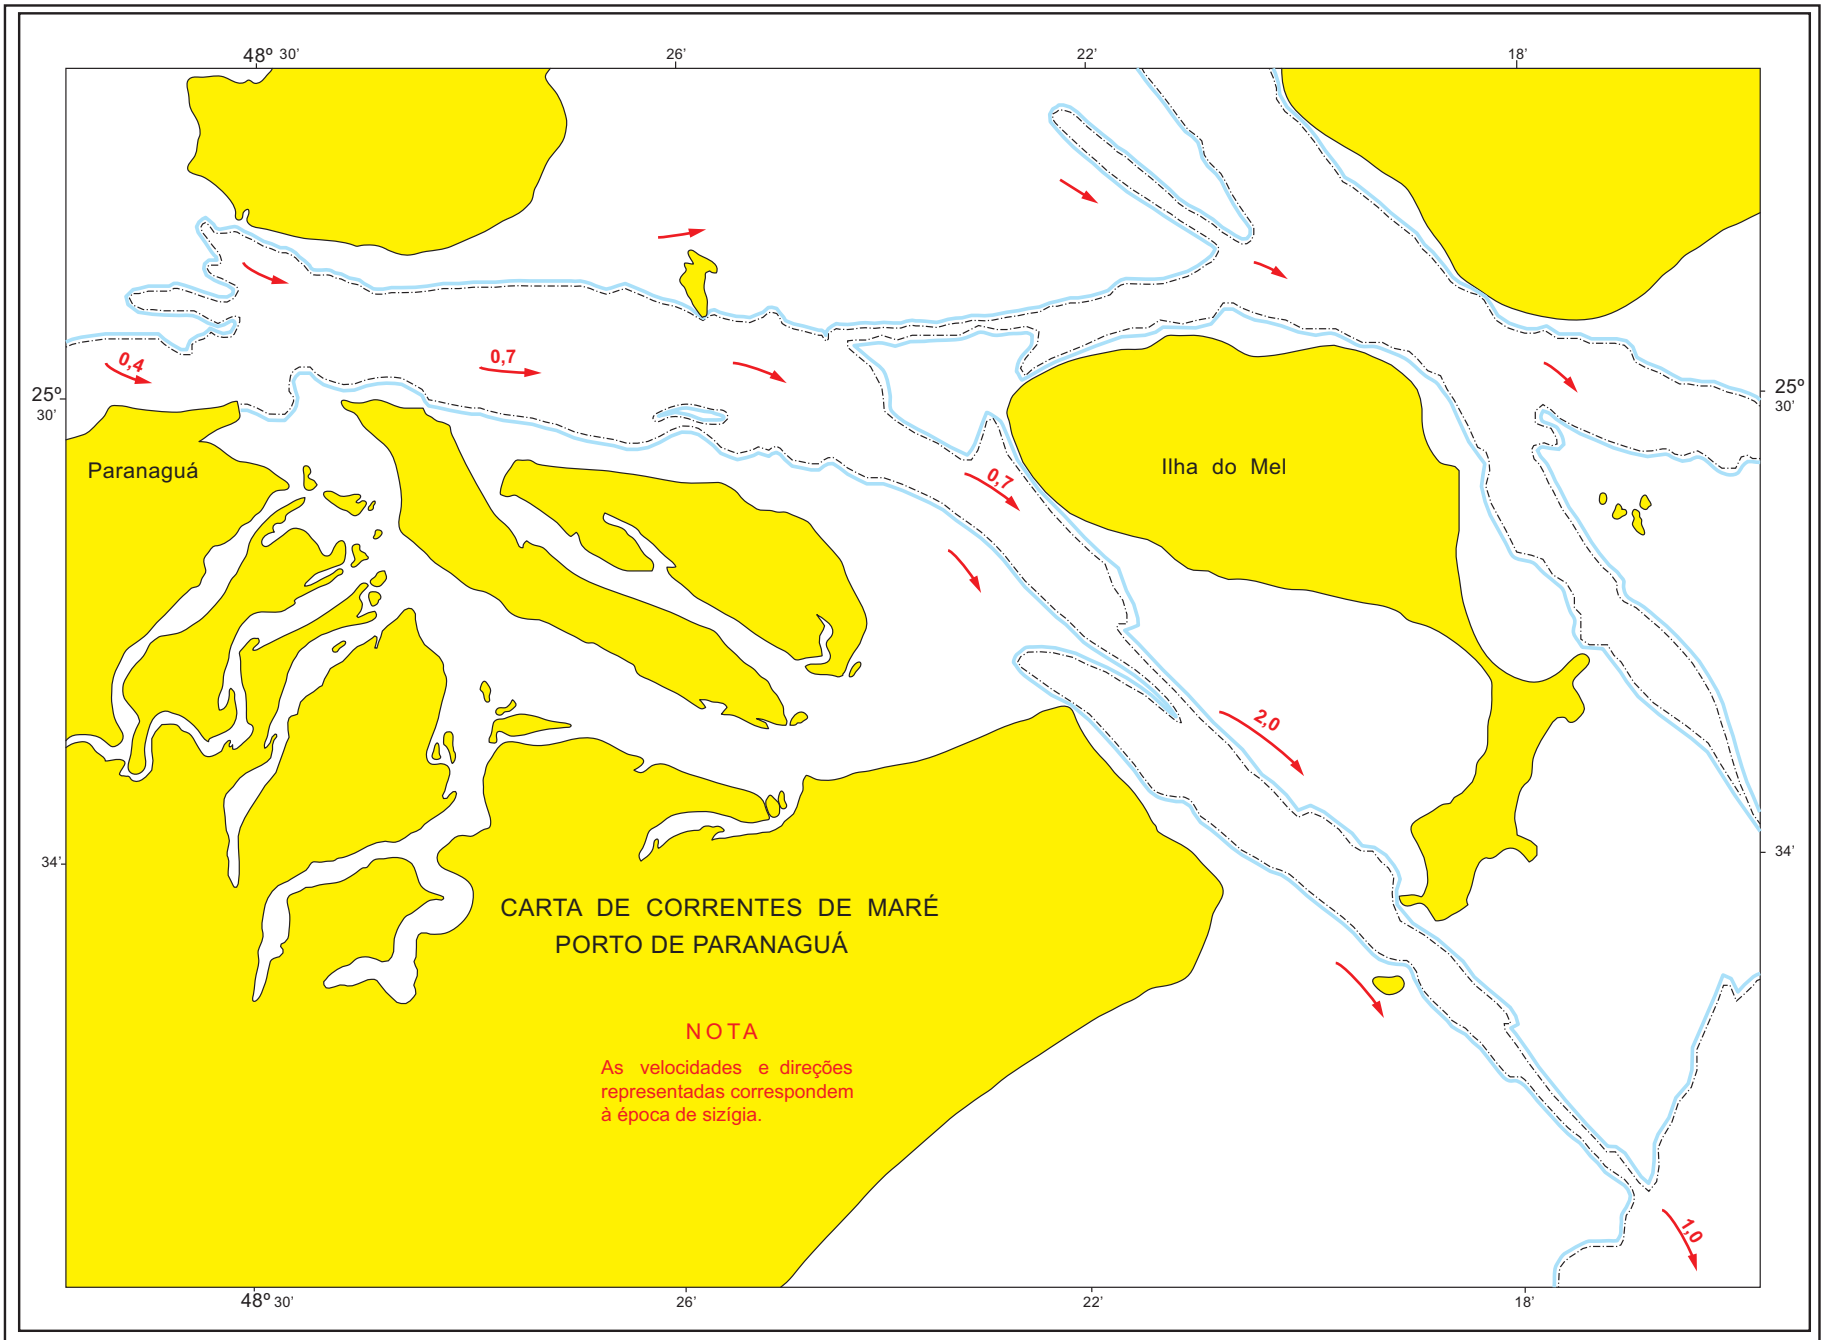 48º 30’
26’
22’
18’
0,4
0,7
25º
30’
25º
30’
Paranaguá
Ilha do Mel
0,7
2,0
34’
34’
CARTA DE CORRENTES DE MARÉ
PORTO DE PARANAGUÁ
NOTA
As velocidades e direções
representadas correspondem
à época de sizígia.
1,0
48º 30’
26’
22’
18’